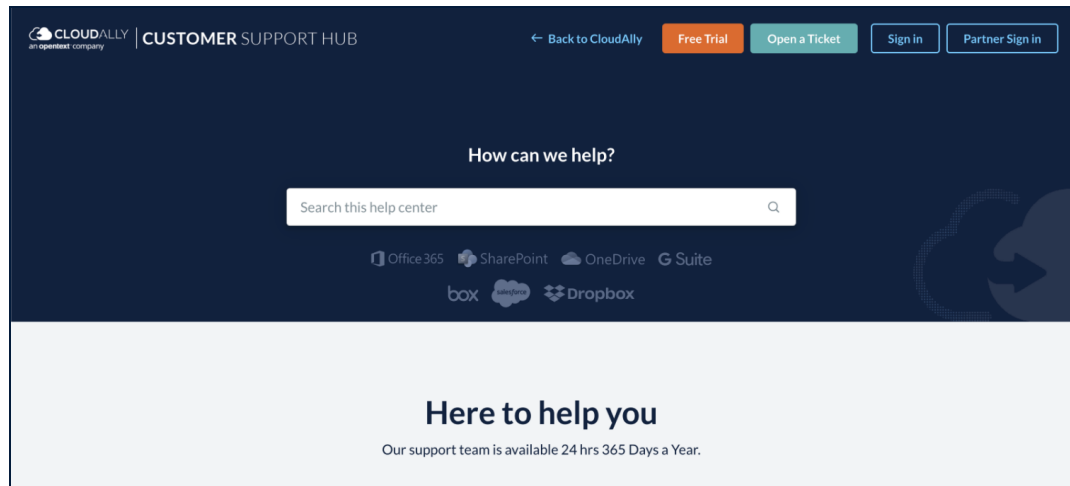 CLOUDALLY
an opentext company
CUSTOMER SUPPORT HUB
← Back to CloudAlly
Free Trial
Open a Ticket
Sign in
Partner Sign in
How can we help?
Search this help center
Office 365 SharePoint OneDrive G Suite
box salesforce Dropbox
Here to help you
Our support team is available 24 hrs 365 Days a Year.